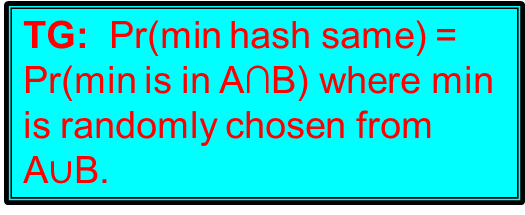 TG: Pr(min hash same) =
Pr(min is in A∩B) where min
is randomly chosen from
A∪B.